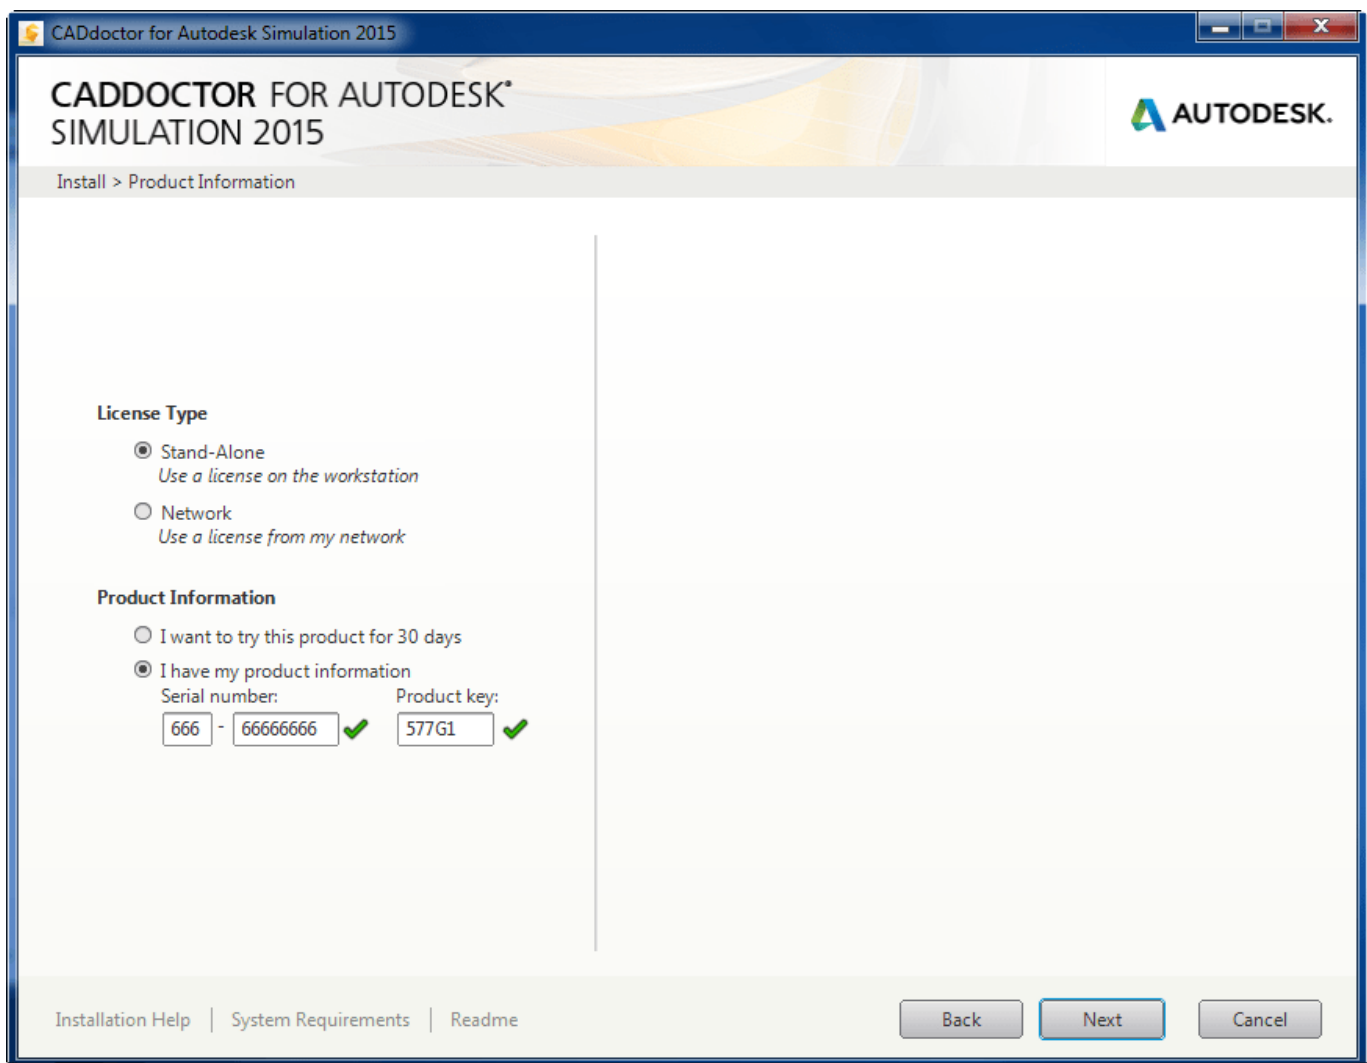 CADdoctor for Autodesk Simulation 2015
CADDOCTOR FOR AUTODESK®
SIMULATION 2015
AUTODESK.
Install > Product Information
License Type
Stand-Alone
Use a license on the workstation
Network
Use a license from my network
Product Information
I want to try this product for 30 days
I have my product information
Serial number: Product key:
666 - 66666666 577G1
Installation Help | System Requirements | Readme Back Next Cancel